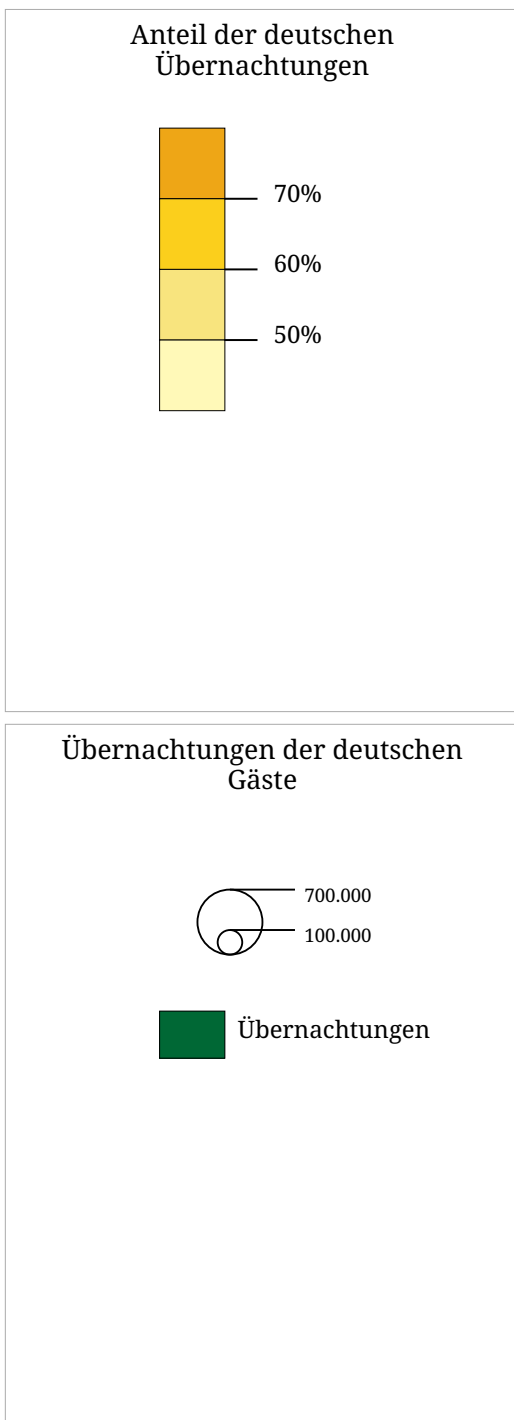 Anteil der deutschen
Übernachtungen
70%
60%
50%
Übernachtungen der deutschen
Gäste
700.000
100.000
Übernachtungen